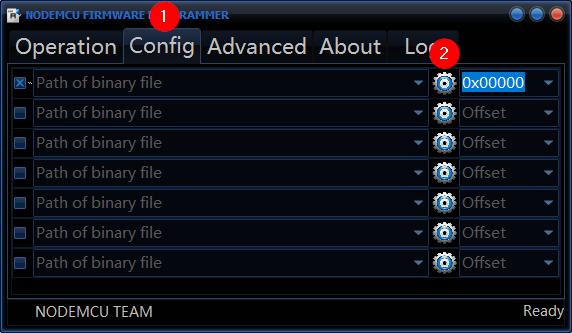 NODEMCU FIRMWARE PROGRAMMER
1
Operation Config Advanced About Log
2
Path of binary file 0x00000
Path of binary file Offset
Path of binary file Offset
Path of binary file Offset
Path of binary file Offset
Path of binary file Offset
Path of binary file Offset
NODEMCU TEAM Ready